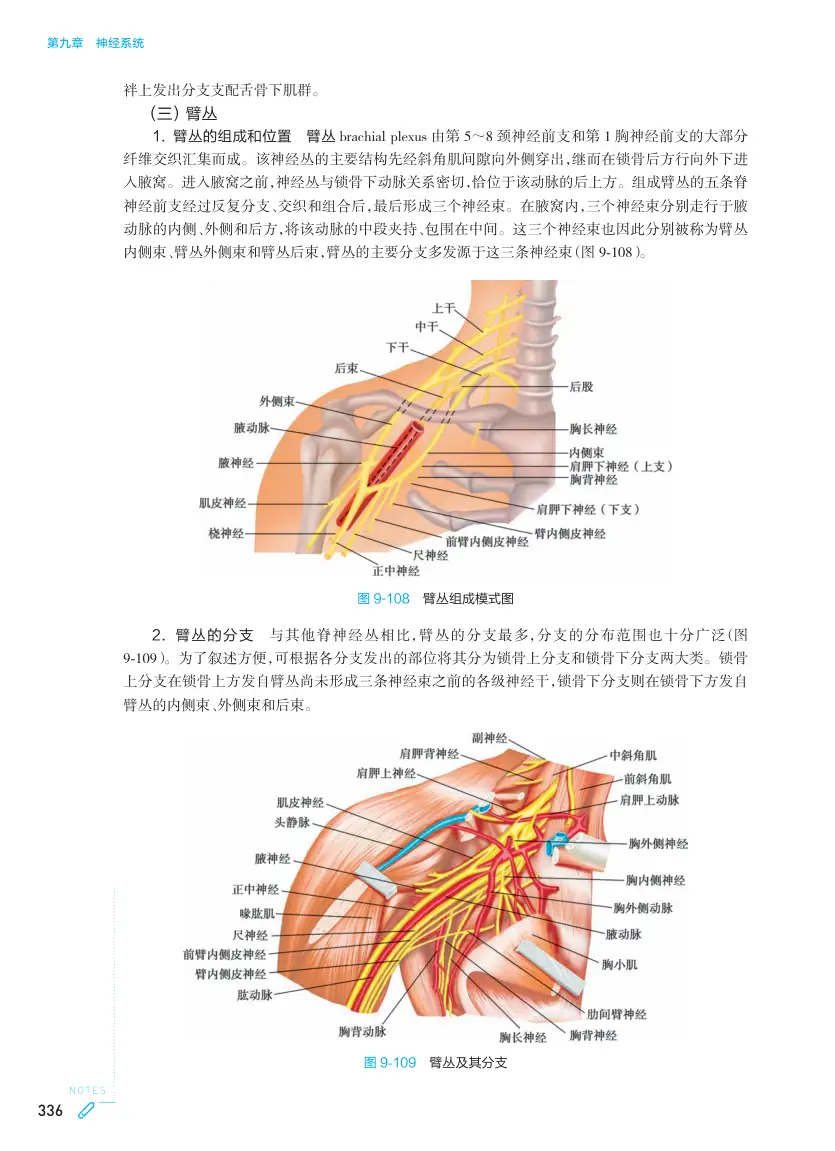 第九章 神经系统
袢上发出分支支配舌骨下肌群。
(三) 臂丛
1. 臂丛的组成和位置 臂丛 brachial plexus 由第 5～8 颈神经前支和第 1 胸神经前支的大部分
纤维交织汇集而成。该神经丛的主要结构先经斜角肌间隙向外侧穿出,继而在锁骨后方行向外下进
入腋窝。进入腋窝之前,神经丛与锁骨下动脉关系密切,恰位于该动脉的后上方。组成臂丛的五条脊
神经前支经过反复分支、交织和组合后,最后形成三个神经束。在腋窝内,三个神经束分别走行于腋
动脉的内侧、外侧和后方,将该动脉的中段夹持、包围在中间。这三个神经束也因此分别被称为臂丛
内侧束、臂丛外侧束和臂丛后束,臂丛的主要分支多发源于这三条神经束(图 9-108)。
上干
中干
下干
后束
后股
外侧束
腋动脉
胸长神经
内侧束
腋神经
肩胛下神经（上支）
胸背神经
肌皮神经
肩胛下神经（下支）
桡神经
臂内侧皮神经
前臂内侧皮神经
尺神经
正中神经
图 9-108 臂丛组成模式图
2. 臂丛的分支 与其他脊神经丛相比,臂丛的分支最多,分支的分布范围也十分广泛(图
9-109)。为了叙述方便,可根据各分支发出的部位将其分为锁骨上分支和锁骨下分支两大类。锁骨
上分支在锁骨上方发自臂丛尚未形成三条神经束之前的各级神经干,锁骨下分支则在锁骨下方发自
臂丛的内侧束、外侧束和后束。
副神经
肩胛背神经
中斜角肌
肩胛上神经
前斜角肌
肌皮神经
肩胛上动脉
头静脉
胸外侧神经
腋神经
胸内侧神经
正中神经
胸外侧动脉
喙肱肌
尺神经
腋动脉
前臂内侧皮神经
胸小肌
臂内侧皮神经
肱动脉
肋间臂神经
胸背动脉
胸长神经
胸背神经
图 9-109 臂丛及其分支
NOTES
336